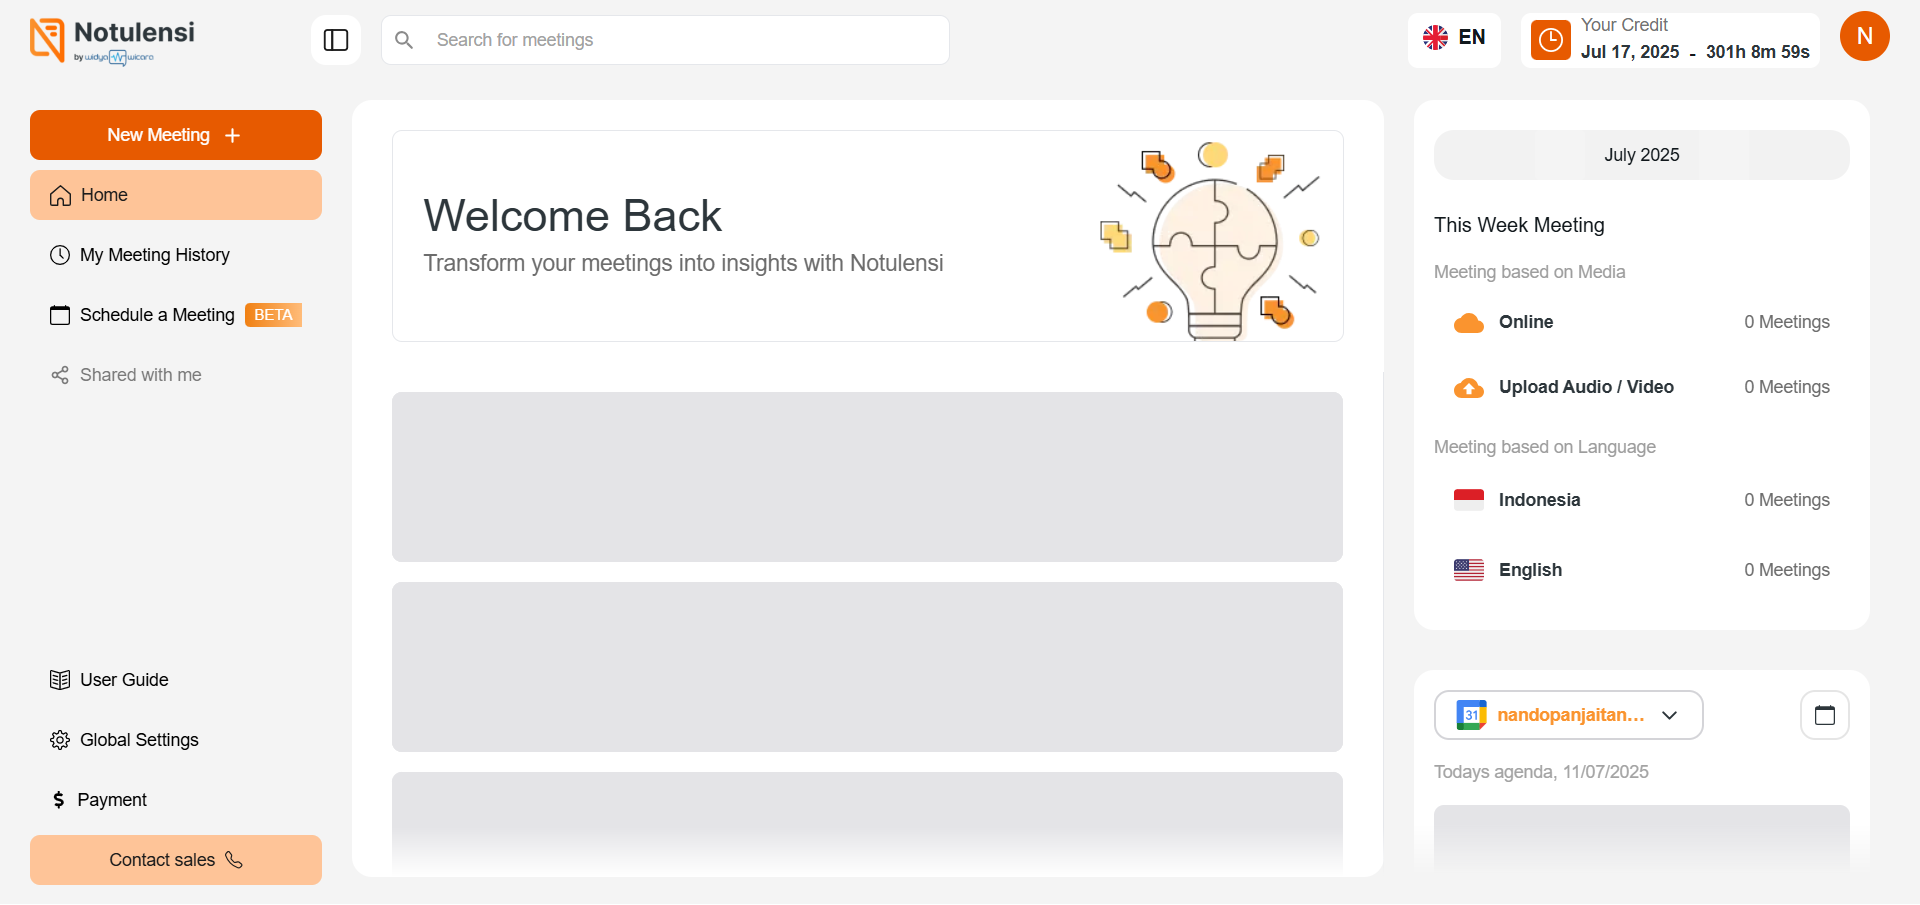 Notulensi
by widya wicara
Search for meetings
EN
Your Credit
Jul 17, 2025 - 301h 8m 59s
N
New Meeting +
Home
My Meeting History
Schedule a Meeting BETA
Shared with me
User Guide
Global Settings
$ Payment
Contact sales
Welcome Back
Transform your meetings into insights with Notulensi
July 2025
This Week Meeting
Meeting based on Media
Online 0 Meetings
Upload Audio / Video 0 Meetings
Meeting based on Language
Indonesia 0 Meetings
English 0 Meetings
31 nandopanjaitan...
Todays agenda, 11/07/2025